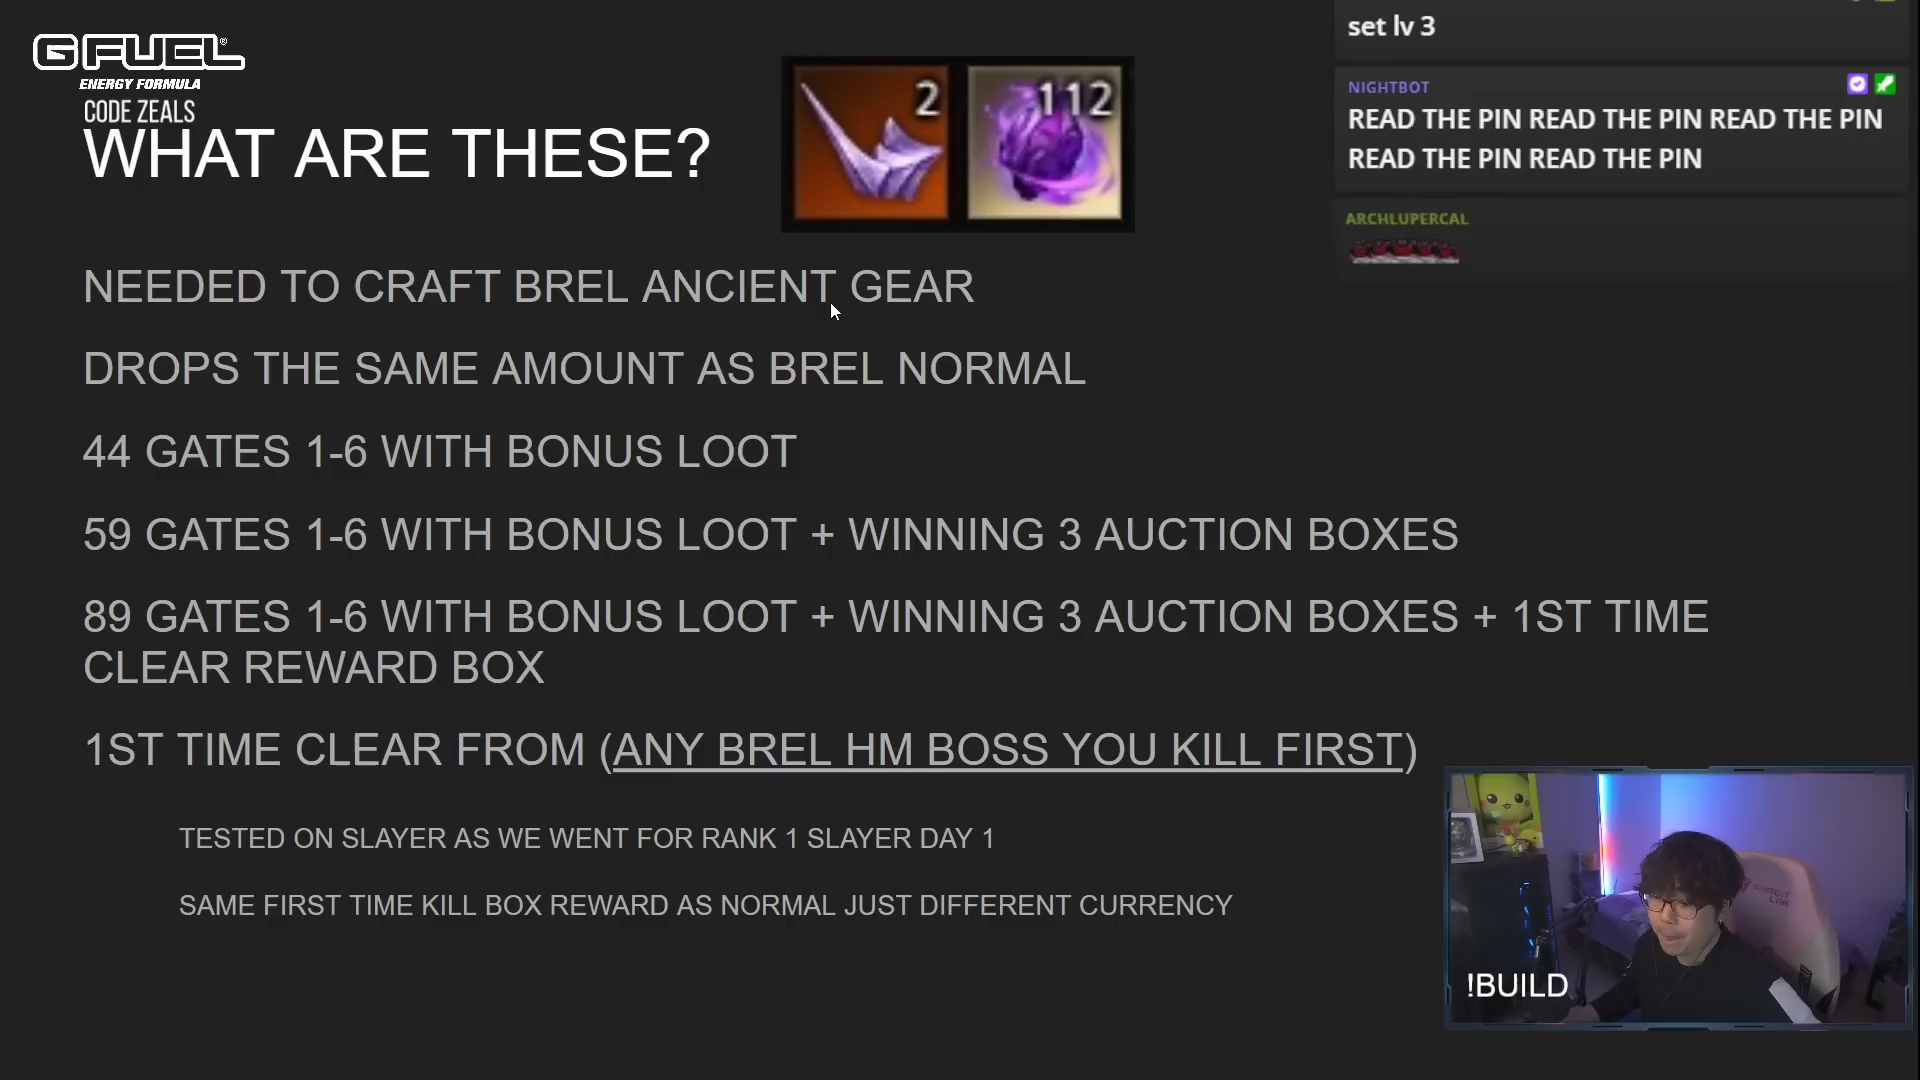 GFUEL®
ENERGY FORMULA
CODE ZEALS
WHAT ARE THESE?
2
112
NEEDED TO CRAFT BREL ANCIENT GEAR
DROPS THE SAME AMOUNT AS BREL NORMAL
44 GATES 1-6 WITH BONUS LOOT
59 GATES 1-6 WITH BONUS LOOT + WINNING 3 AUCTION BOXES
89 GATES 1-6 WITH BONUS LOOT + WINNING 3 AUCTION BOXES + 1ST TIME
CLEAR REWARD BOX
1ST TIME CLEAR FROM (ANY BREL HM BOSS YOU KILL FIRST)
TESTED ON SLAYER AS WE WENT FOR RANK 1 SLAYER DAY 1
SAME FIRST TIME KILL BOX REWARD AS NORMAL JUST DIFFERENT CURRENCY
set lv 3
NIGHTBOT
READ THE PIN READ THE PIN READ THE PIN
READ THE PIN READ THE PIN
ARCHLUPERCAL
SECRET
LAB
!BUILD